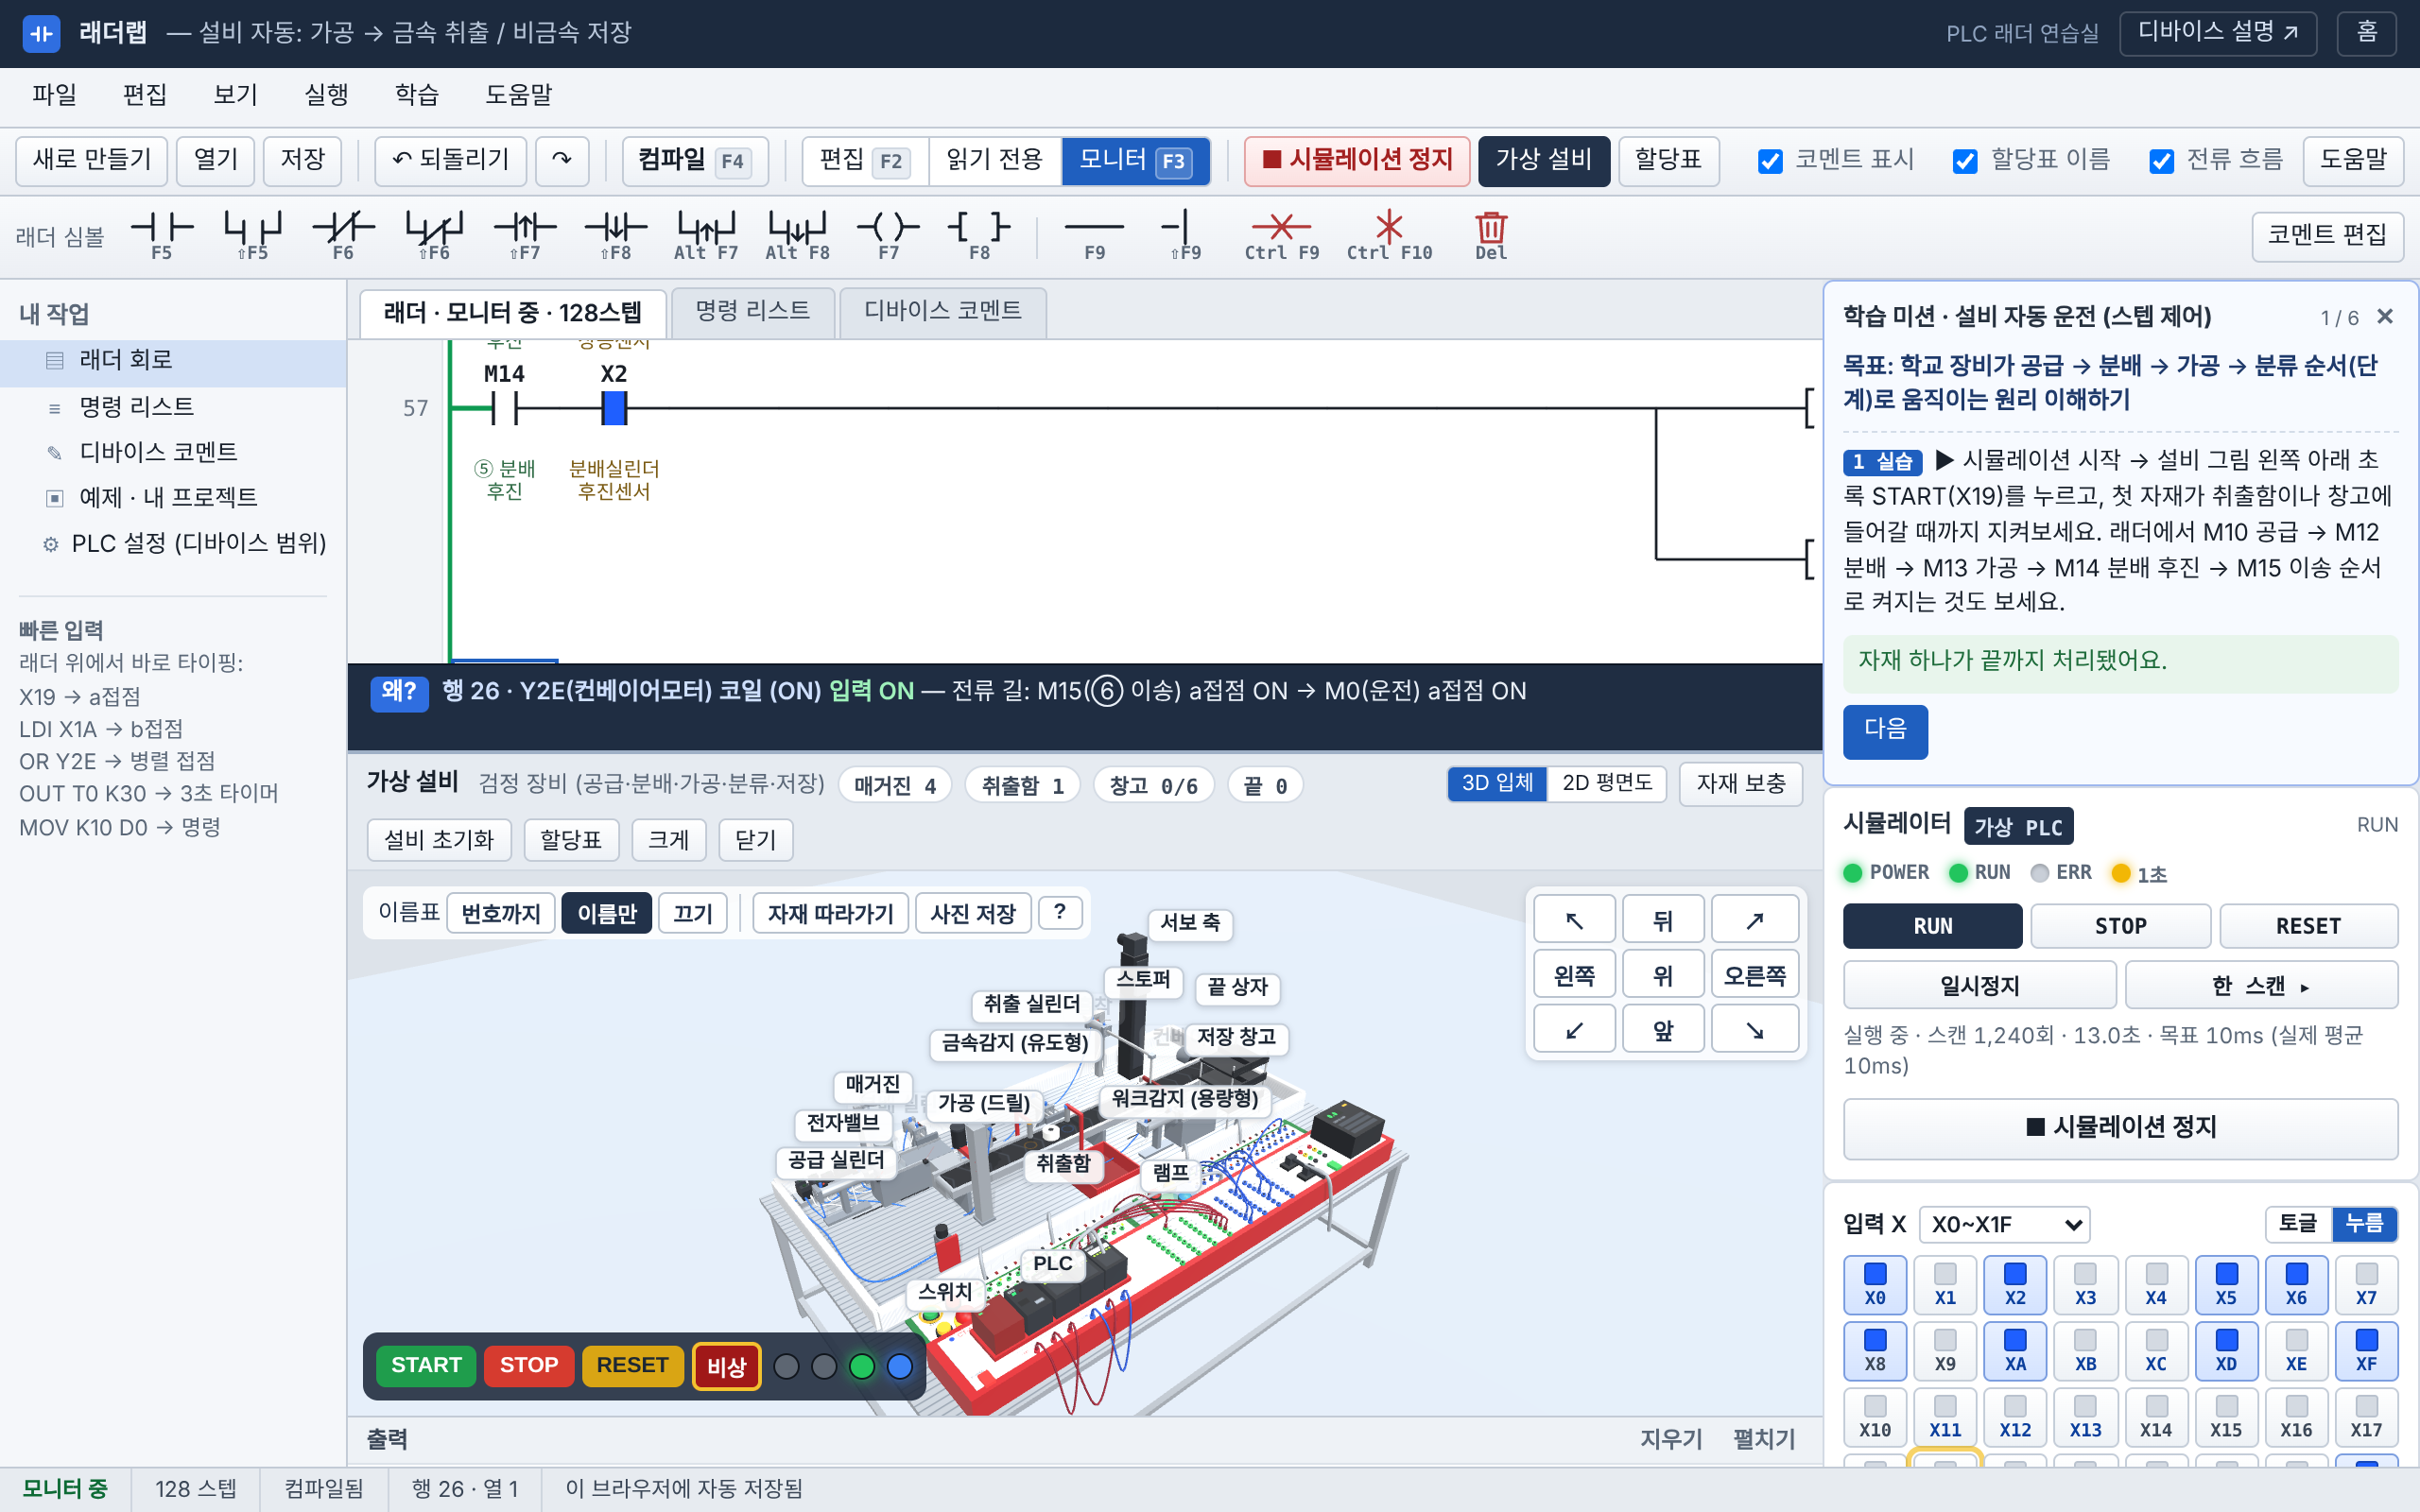 래더랩 — 설비 자동: 가공 → 금속 취출 / 비금속 저장
PLC 래더 연습실 디바이스 설명 ↗ 홈
파일 편집 보기 실행 학습 도움말
새로 만들기 열기 저장 ↶ 되돌리기 ↷ 컴파일 F4 편집 F2 읽기 전용 모니터 F3 ■ 시뮬레이션 정지 가상 설비 할당표 코멘트 표시 할당표 이름 전류 흐름 도움말
래더 심볼 F5 ⇧F5 F6 ⇧F6 ⇧F7 ⇧F8 Alt F7 Alt F8 F7 F8 F9 ⇧F9 Ctrl F9 Ctrl F10 Del 코멘트 편집
내 작업
래더 회로
명령 리스트
디바이스 코멘트
예제 · 내 프로젝트
PLC 설정 (디바이스 범위)
빠른 입력
래더 위에서 바로 타이핑:
X19 → a접점
LDI X1A → b접점
OR Y2E → 병렬 접점
OUT T0 K30 → 3초 타이머
MOV K10 D0 → 명령
래더 · 모니터 중 · 128스텝 명령 리스트 디바이스 코멘트
M14 X2
57
⑤ 분배 분배실린더
후진 후진센서
왜? 행 26 · Y2E(컨베이어모터) 코일 (ON) 입력 ON — 전류 길: M15(⑥ 이송) a접점 ON → M0(운전) a접점 ON
가상 설비 검정 장비 (공급·분배·가공·분류·저장) 매거진 4 취출함 1 창고 0/6 끝 0 3D 입체 2D 평면도 자재 보충
설비 초기화 할당표 크게 닫기
이름표 번호까지 이름만 끄기 자재 따라가기 사진 저장 ?
↖ 뒤 ↗
왼쪽 위 오른쪽
↙ 앞 ↘
서보 축
스토퍼
끝 상자
취출 실린더
금속감지 (유도형)
저장 창고
매거진
가공 (드릴)
워크감지 (용량형)
전자밸브
공급 실린더
취출함
램프
PLC
스위치
START STOP RESET 비상
출력 지우기 펼치기
학습 미션 · 설비 자동 운전 (스텝 제어) 1 / 6 ✕
목표: 학교 장비가 공급 → 분배 → 가공 → 분류 순서(단
계)로 움직이는 원리 이해하기
1 실습 ▶ 시뮬레이션 시작 → 설비 그림 왼쪽 아래 초
록 START(X19)를 누르고, 첫 자재가 취출함이나 창고에
들어갈 때까지 지켜보세요. 래더에서 M10 공급 → M12
분배 → M13 가공 → M14 분배 후진 → M15 이송 순서
로 켜지는 것도 보세요.
자재 하나가 끝까지 처리됐어요.
다음
시뮬레이터 가상 PLC RUN
POWER RUN ERR 1초
RUN STOP RESET
일시정지 한 스캔 ▸
실행 중 · 스캔 1,240회 · 13.0초 · 목표 10ms (실제 평균
10ms)
■ 시뮬레이션 정지
입력 X X0~X1F 토글 누름
X0 X1 X2 X3 X4 X5 X6 X7
X8 X9 XA XB XC XD XE XF
X10 X11 X12 X13 X14 X15 X16 X17
모니터 중 128 스텝 컴파일됨 행 26 · 열 1 이 브라우저에 자동 저장됨